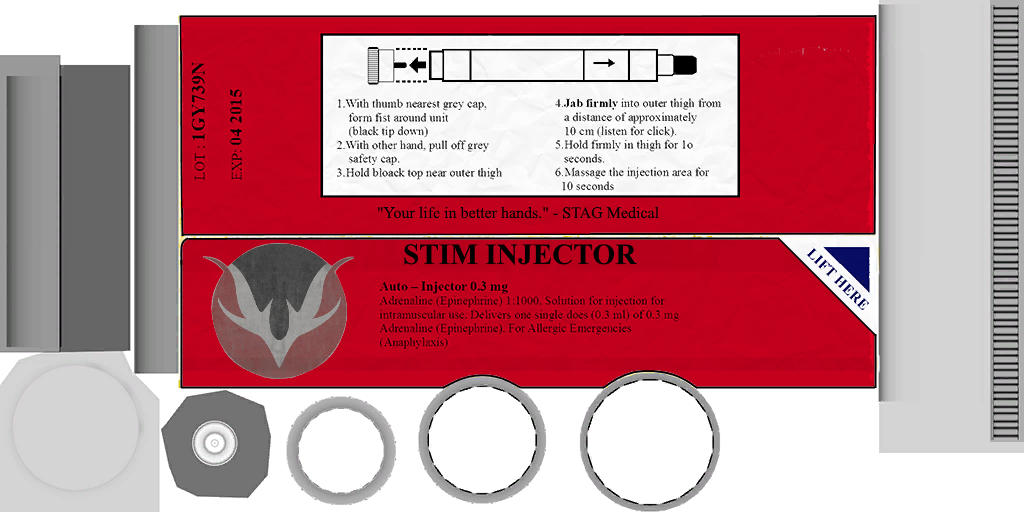 LOT : 1GY739N
EXP: 04 2015
1.With thumb nearest grey cap,
form fist around unit
(black tip down)
2.With other hand, pull off grey
safety cap.
3.Hold bloack top near outer thigh
4.Jab firmly into outer thigh from
a distance of approximately
10 cm (listen for click).
5.Hold firmly in thigh for 1o
seconds.
6.Massage the injection area for
10 seconds
"Your life in better hands." - STAG Medical
STIM INJECTOR
LIFT HERE
Auto – Injector 0.3 mg
Adrenaline (Epinephrine) 1:1000. Solution for injection for
intramuscular use. Delivers one single does (0.3 ml) of 0.3 mg
Adrenaline (Epinephrine). For Allergic Emergencies
(Anaphylaxis)